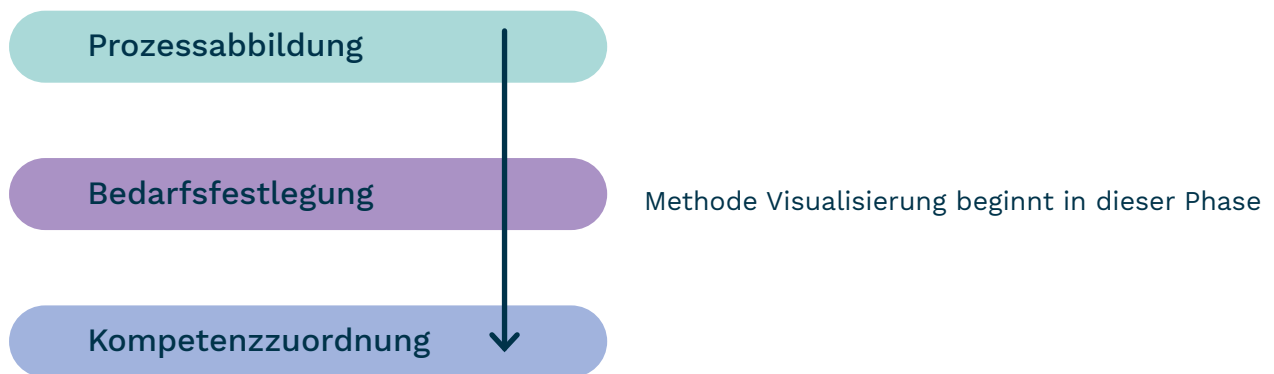 Prozessabbildung
Bedarfsfestlegung
Methode Visualisierung beginnt in dieser Phase
Kompetenzzuordnung